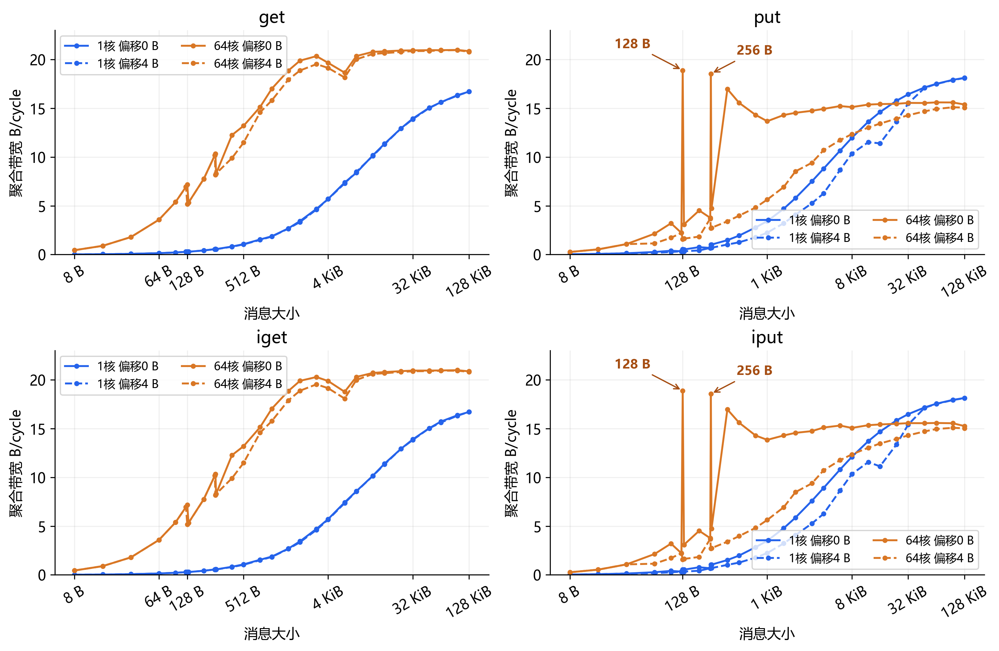 get
1核 偏移0 B
1核 偏移4 B
64核 偏移0 B
64核 偏移4 B
聚合带宽 B/cycle
20
15
10
5
0
8 B
64 B
128 B
512 B
4 KiB
32 KiB
128 KiB
消息大小
put
128 B
256 B
聚合带宽 B/cycle
20
15
10
5
0
1核 偏移0 B
1核 偏移4 B
64核 偏移0 B
64核 偏移4 B
8 B
128 B
1 KiB
8 KiB
32 KiB
128 KiB
消息大小
iget
1核 偏移0 B
1核 偏移4 B
64核 偏移0 B
64核 偏移4 B
聚合带宽 B/cycle
20
15
10
5
0
8 B
64 B
128 B
512 B
4 KiB
32 KiB
128 KiB
消息大小
iput
128 B
256 B
聚合带宽 B/cycle
20
15
10
5
0
1核 偏移0 B
1核 偏移4 B
64核 偏移0 B
64核 偏移4 B
8 B
128 B
1 KiB
8 KiB
32 KiB
128 KiB
消息大小